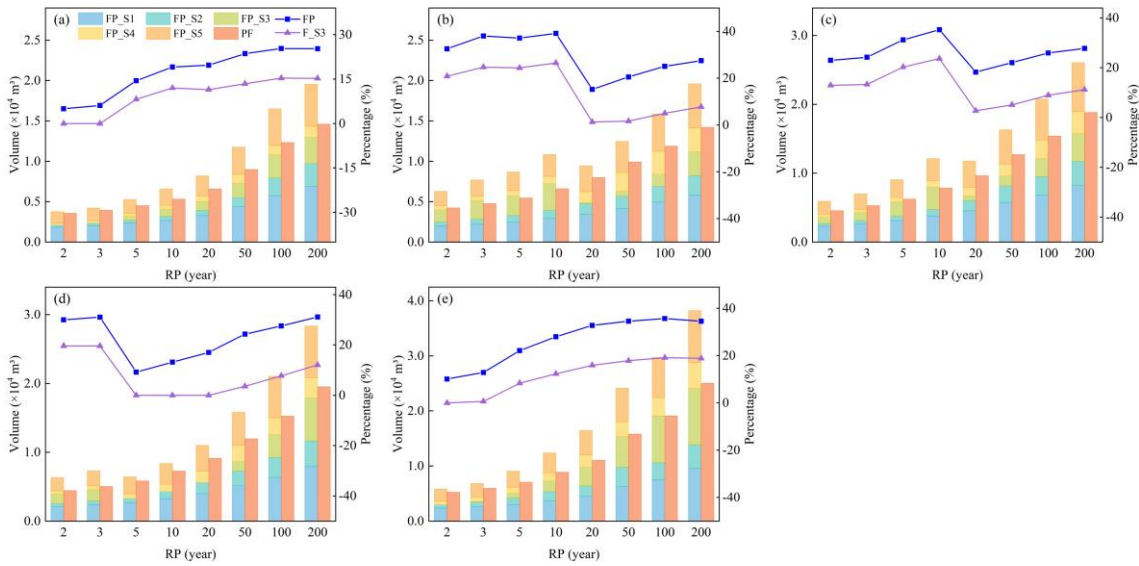 (a)
FP_S1 FP_S2 FP_S3 FP
FP_S4 FP_S5 PF F_S3
Volume (×10⁴ m³)
2.5
2.0
1.5
1.0
0.5
0.0
30
15
0
-15
-30
Percentage (%)
2 3 5 10 20 50 100 200
RP (year)
(b)
Volume (×10⁴ m³)
2.5
2.0
1.5
1.0
0.5
0.0
40
20
0
-20
-40
Percentage (%)
2 3 5 10 20 50 100 200
RP (year)
(c)
Volume (×10⁴ m³)
3.0
2.0
1.0
0.0
40
20
0
-20
-40
Percentage (%)
2 3 5 10 20 50 100 200
RP (year)
(d)
Volume (×10⁴ m³)
3.0
2.0
1.0
0.0
40
20
0
-20
-40
Percentage (%)
2 3 5 10 20 50 100 200
RP (year)
(e)
Volume (×10⁴ m³)
4.0
3.0
2.0
1.0
0.0
40
20
0
-20
-40
Percentage (%)
2 3 5 10 20 50 100 200
RP (year)